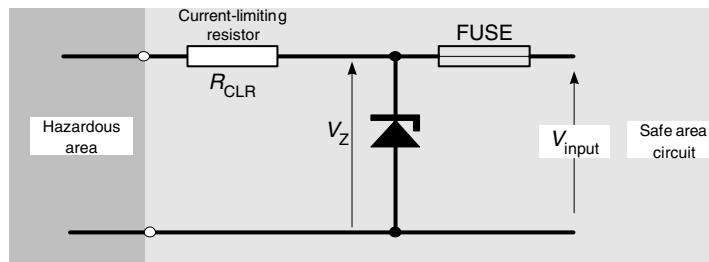 Current-limiting
resistor
FUSE
R_CLR
Hazardous
area
V_Z
V_input
Safe area
circuit